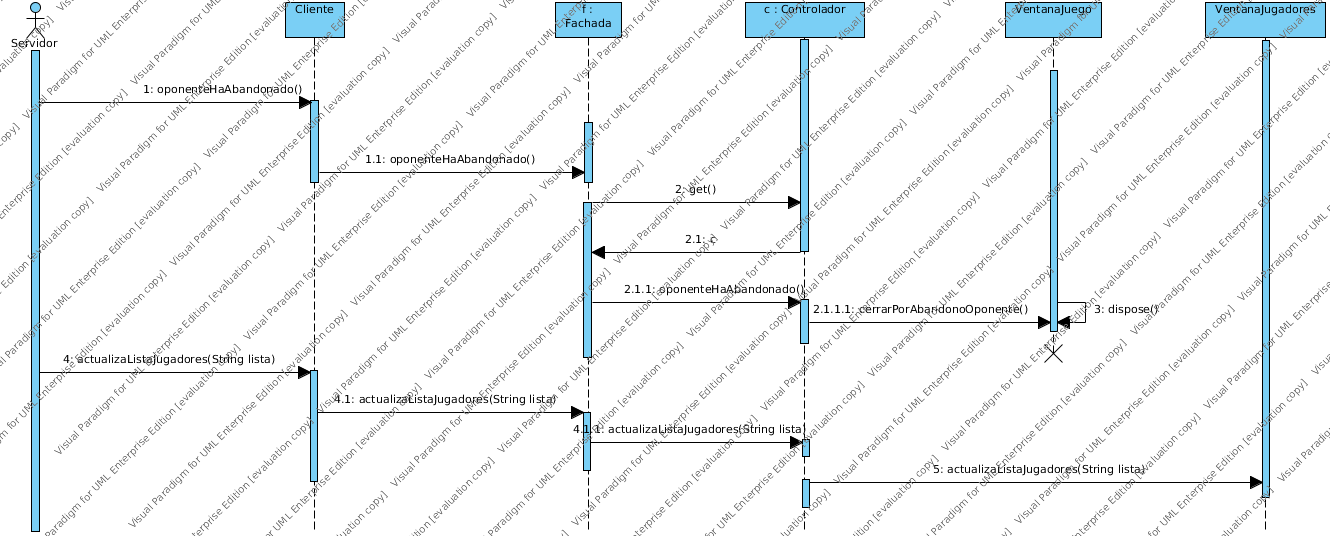 Servidor
Cliente
f :
Fachada
c : Controlador
VentanaJuego
VentanaJugadores
1: oponenteHaAbandonado()
1.1: oponenteHaAbandonado()
2: get()
2.1: c
2.1.1: oponenteHaAbandonado()
2.1.1.1: cerrarPorAbandonoOponente()
3: dispose()
4: actualizaListaJugadores(String lista)
4.1: actualizaListaJugadores(String lista)
4.1.1: actualizaListaJugadores(String lista)
5: actualizaListaJugadores(String lista)
Visual Paradigm for UML Enterprise Edition [evaluation copy]